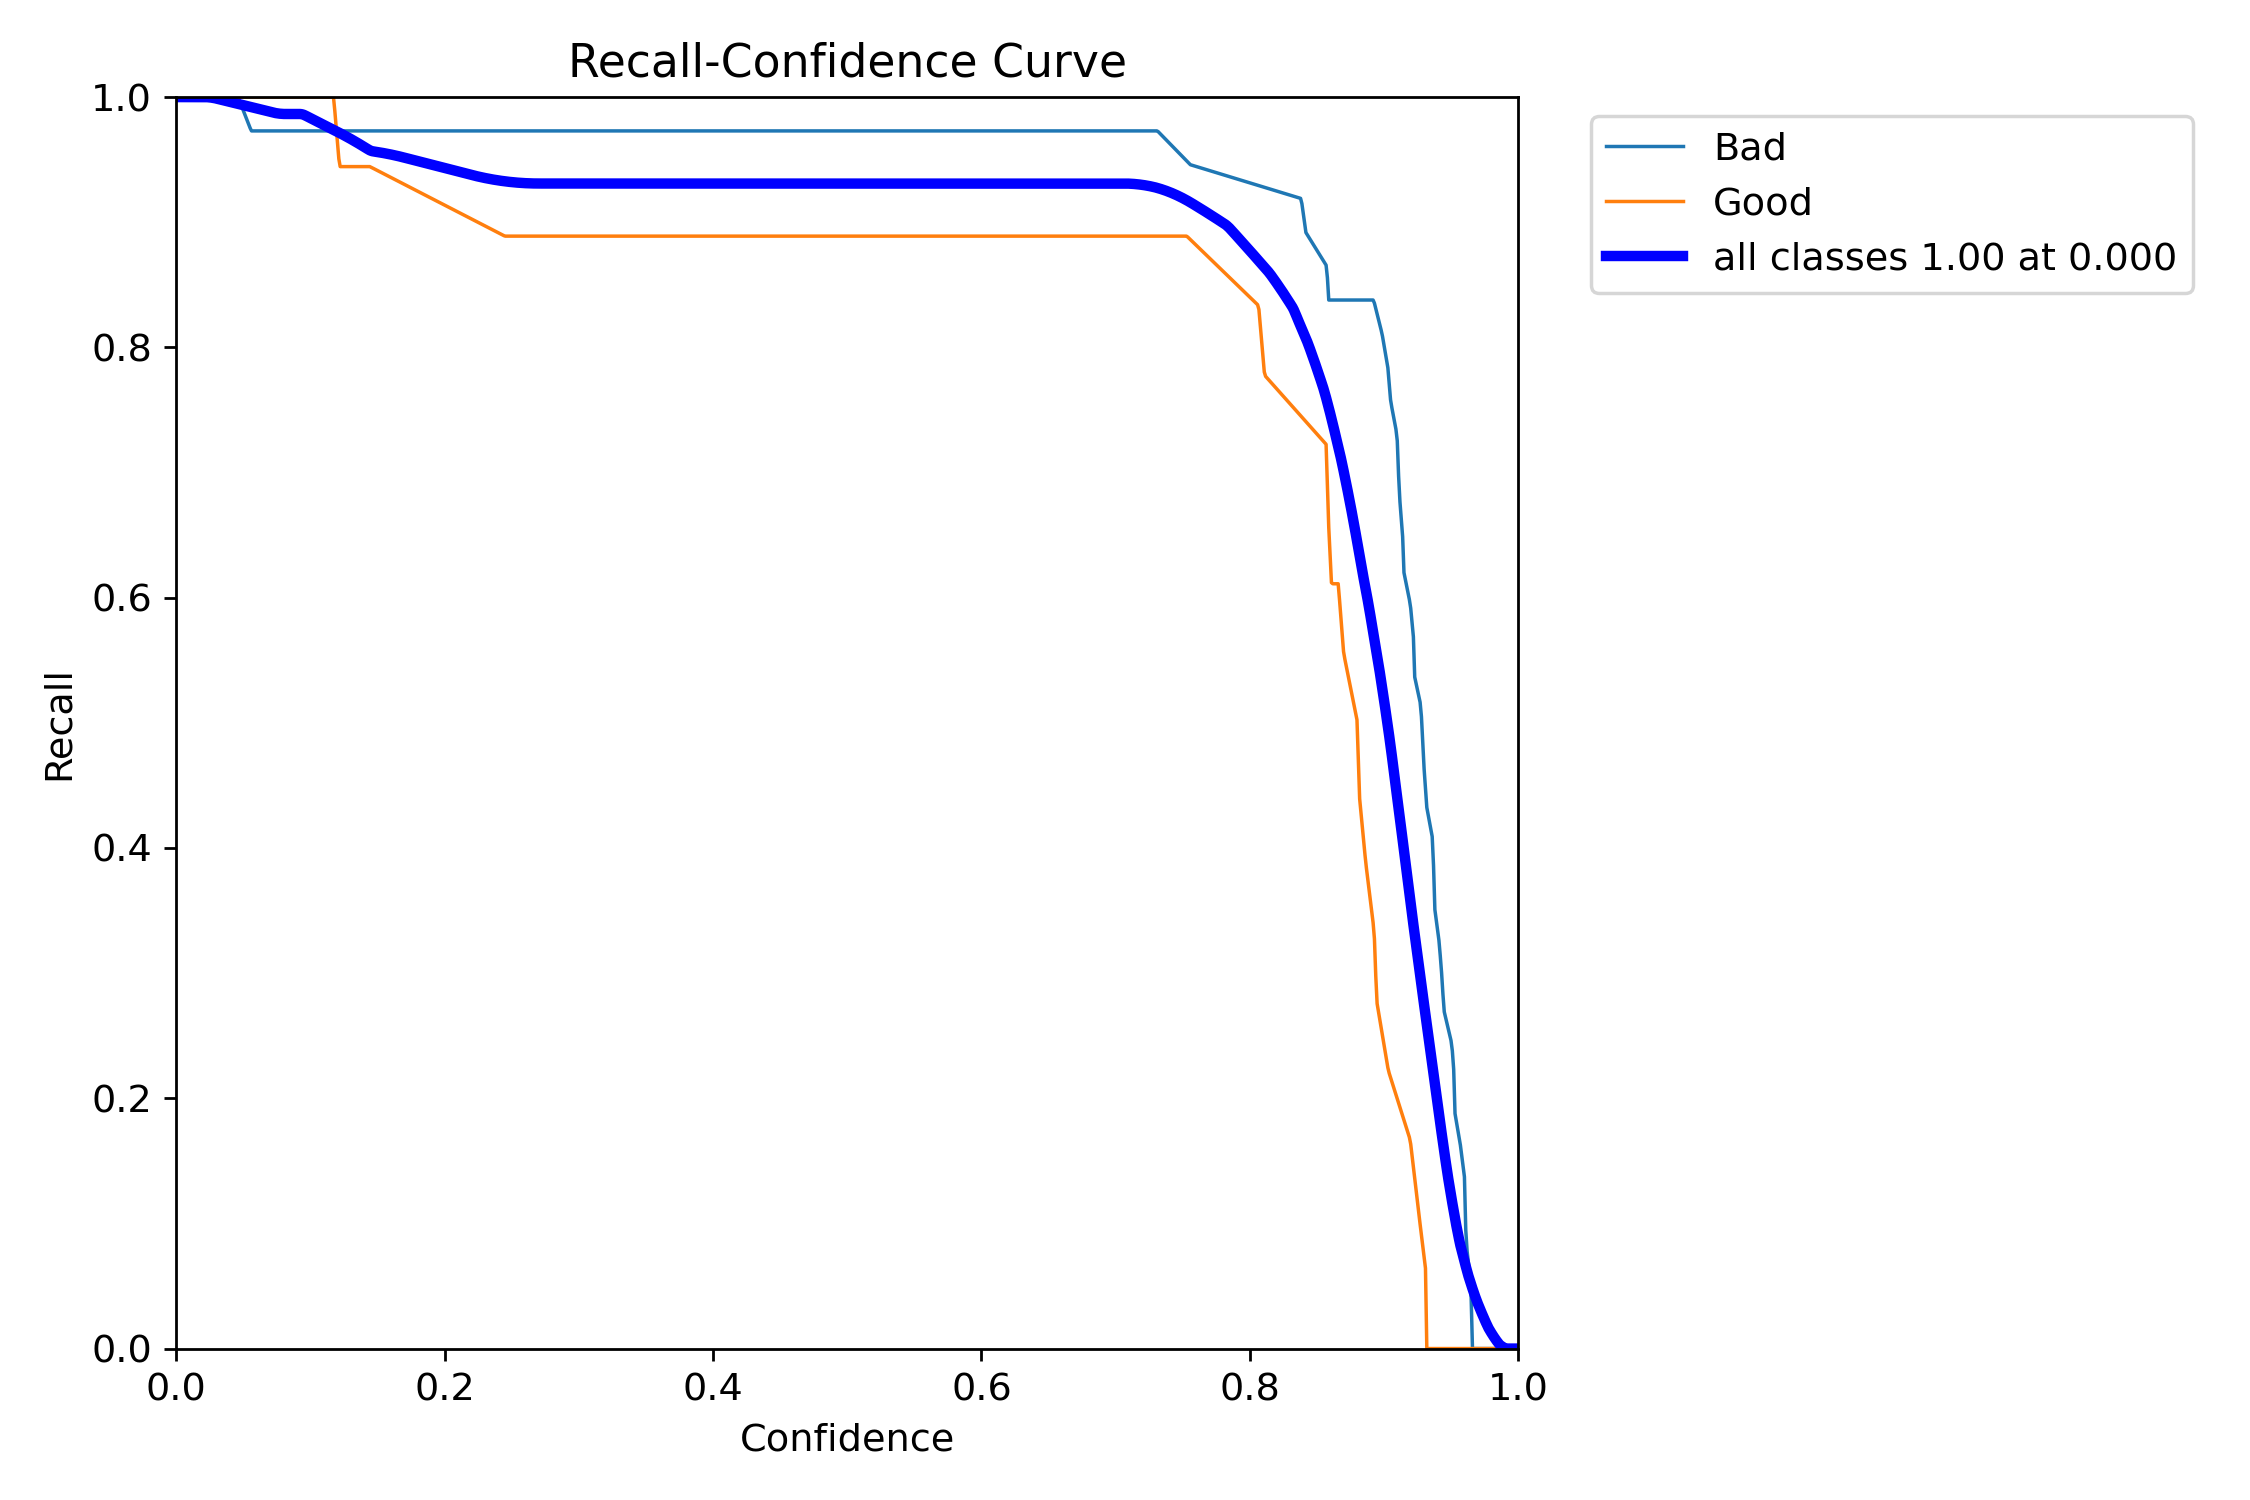 Recall-Confidence Curve
1.0
0.8
0.6
0.4
0.2
0.0
Recall
0.0 0.2 0.4 0.6 0.8 1.0
Confidence
Bad
Good
all classes 1.00 at 0.000